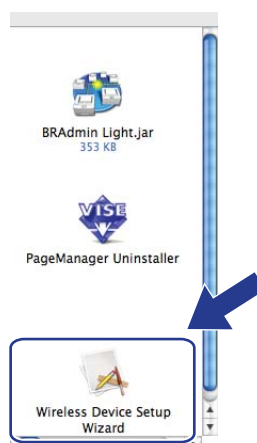 BRAdmin Light.jar
353 KB
VISE
PageManager Uninstaller
Wireless Device Setup
Wizard